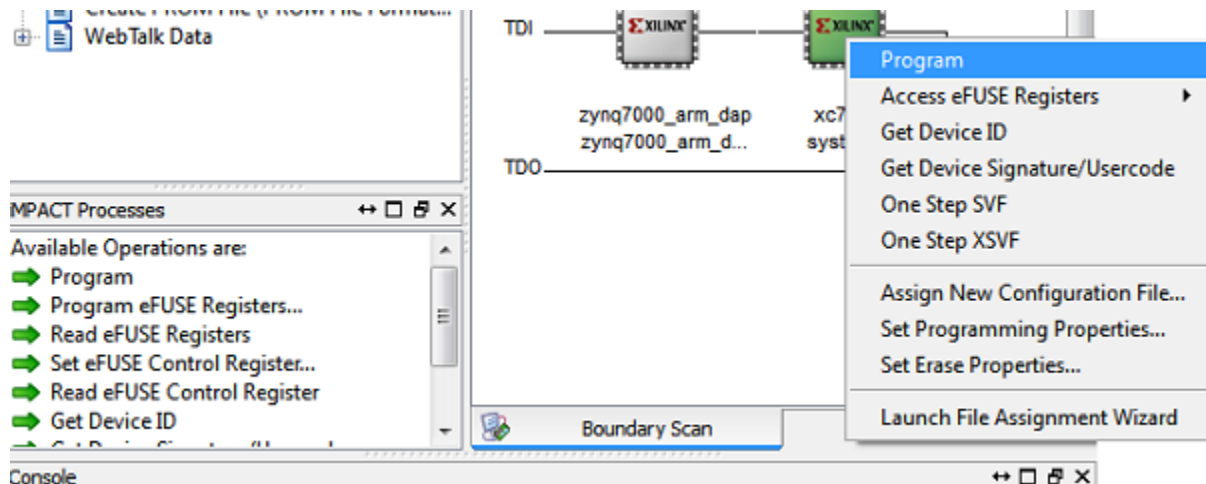 WebTalk Data
iMPACT Processes
Available Operations are:
Program
Program eFUSE Registers...
Read eFUSE Registers
Set eFUSE Control Register...
Read eFUSE Control Register
Get Device ID
TDI
XILINX
XILINX
zynq7000_arm_dap
xc7
zynq7000_arm_d...
syst
TDO
Boundary Scan
Program
Access eFUSE Registers
Get Device ID
Get Device Signature/Usercode
One Step SVF
One Step XSVF
Assign New Configuration File...
Set Programming Properties...
Set Erase Properties...
Launch File Assignment Wizard
Console